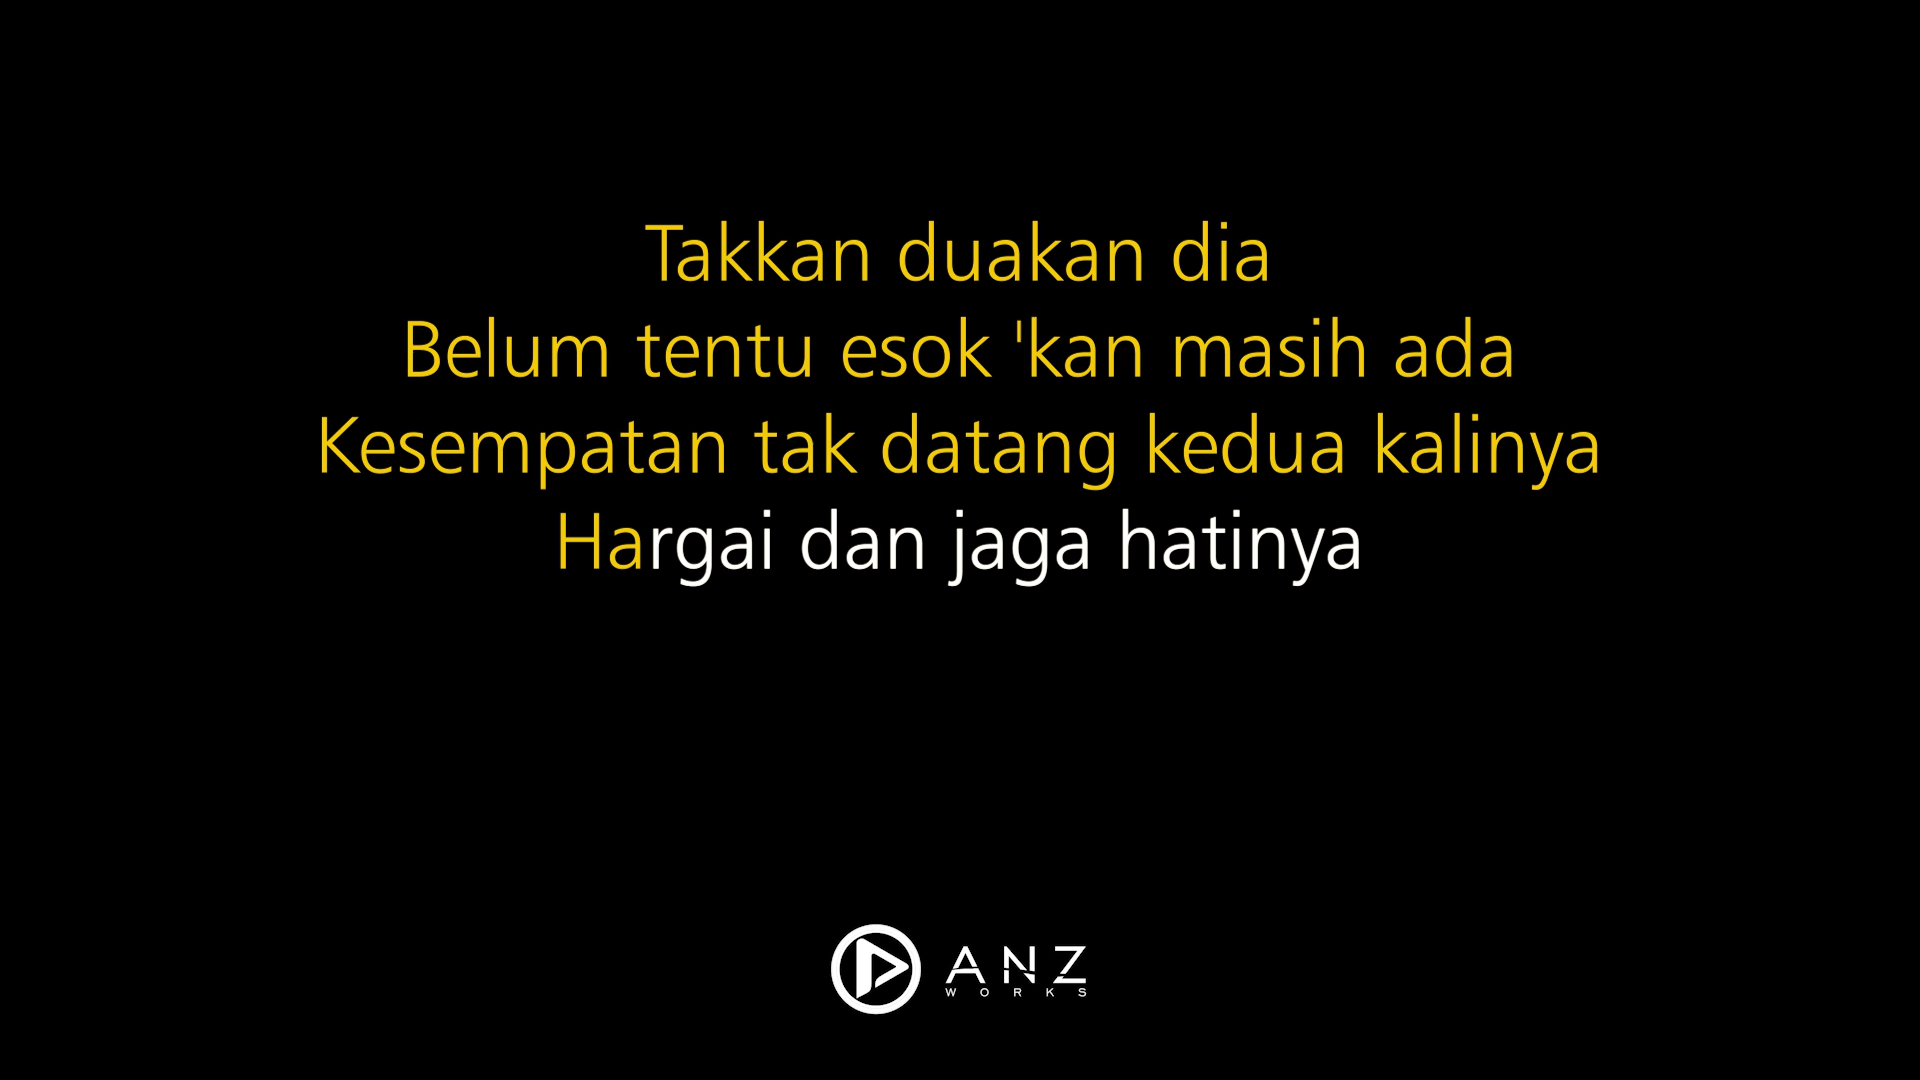 Takkan duakan dia
Belum tentu esok 'kan masih ada
Kesempatan tak datang kedua kalinya
Hargai dan jaga hatinya
ANZ
WORKS